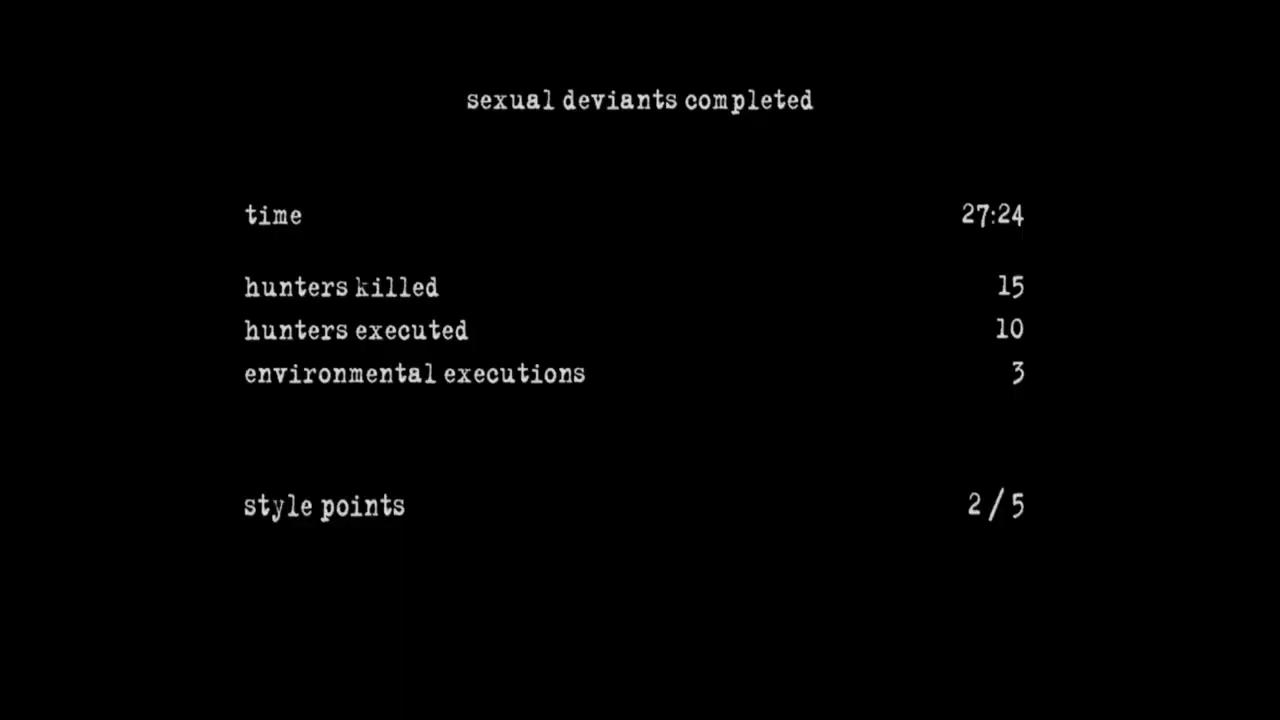 sexual deviants completed
time 27:24
hunters killed 15
hunters executed 10
environmental executions 3
style points 2 / 5